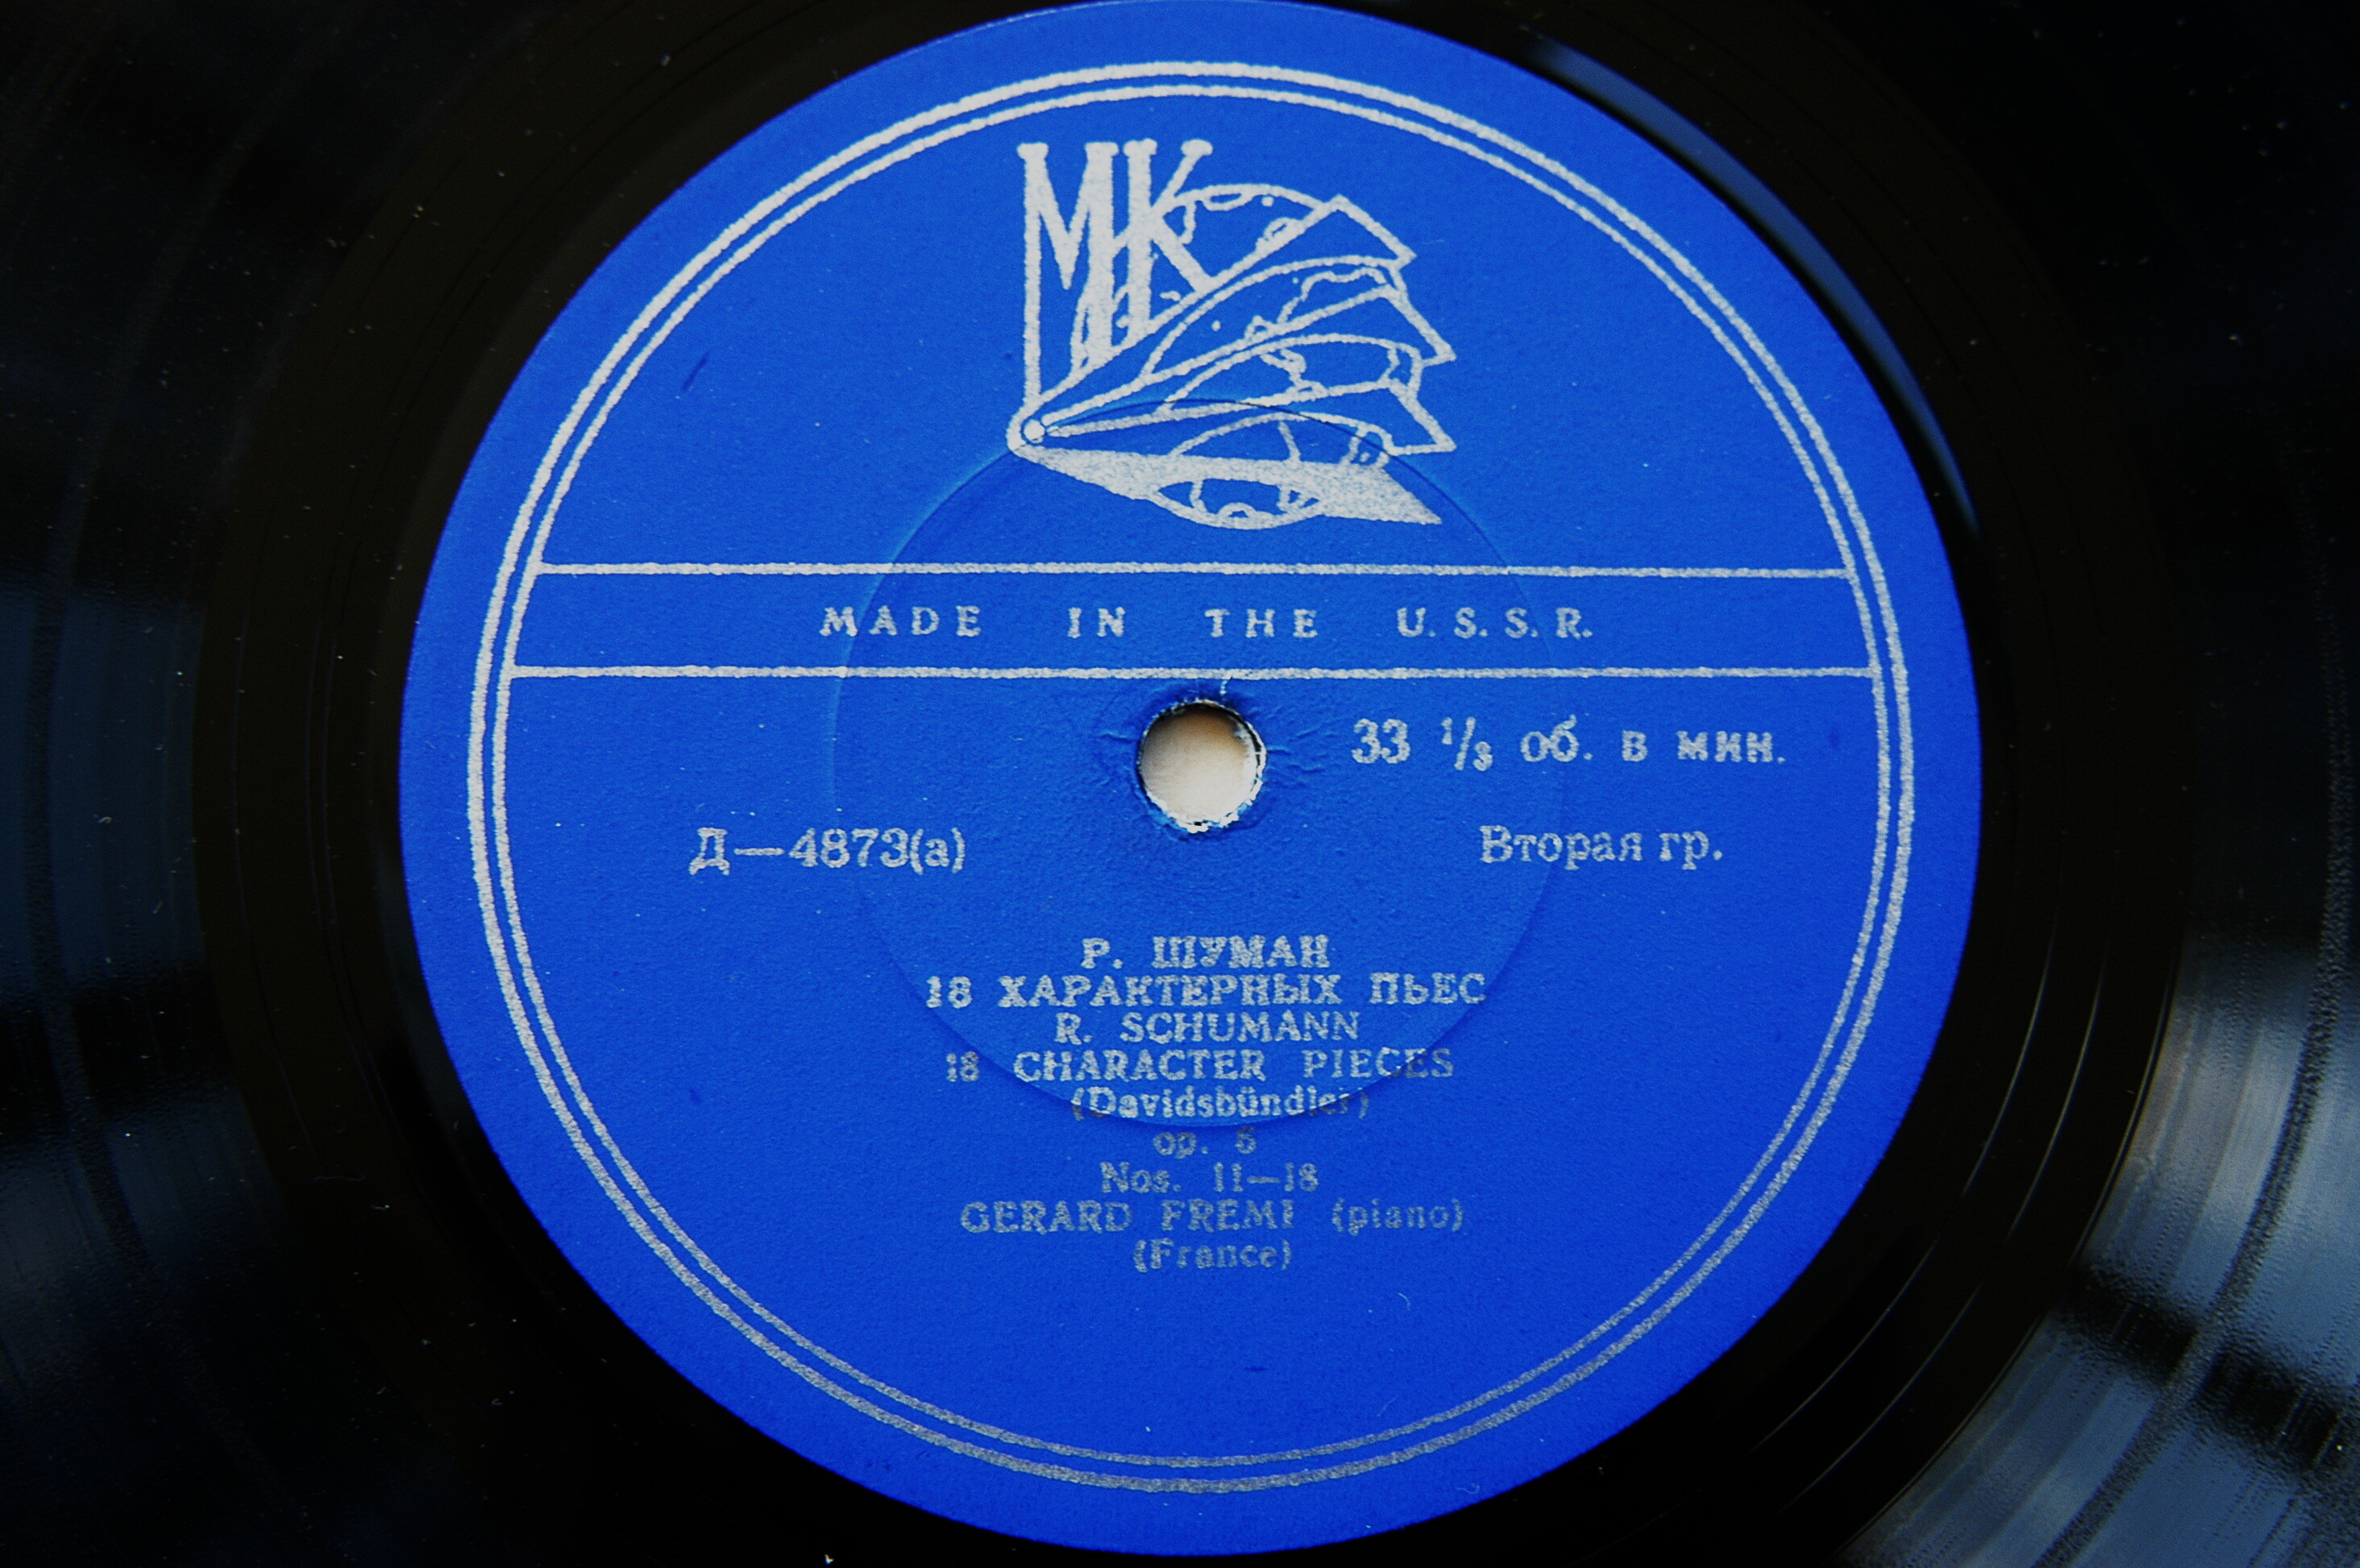 МК
MADE IN THE U.S.S.R.
33 1/3 об. в мин.
Д—4873(а) Вторая гр.
Р. ШУМАН
18 ХАРАКТЕРНЫХ ПЬЕС
R. SCHUMANN
18 CHARACTER PIECES
(Davidsbündler)
op. 6
Nos. 11—18
GERARD FREMI (piano)
(France)